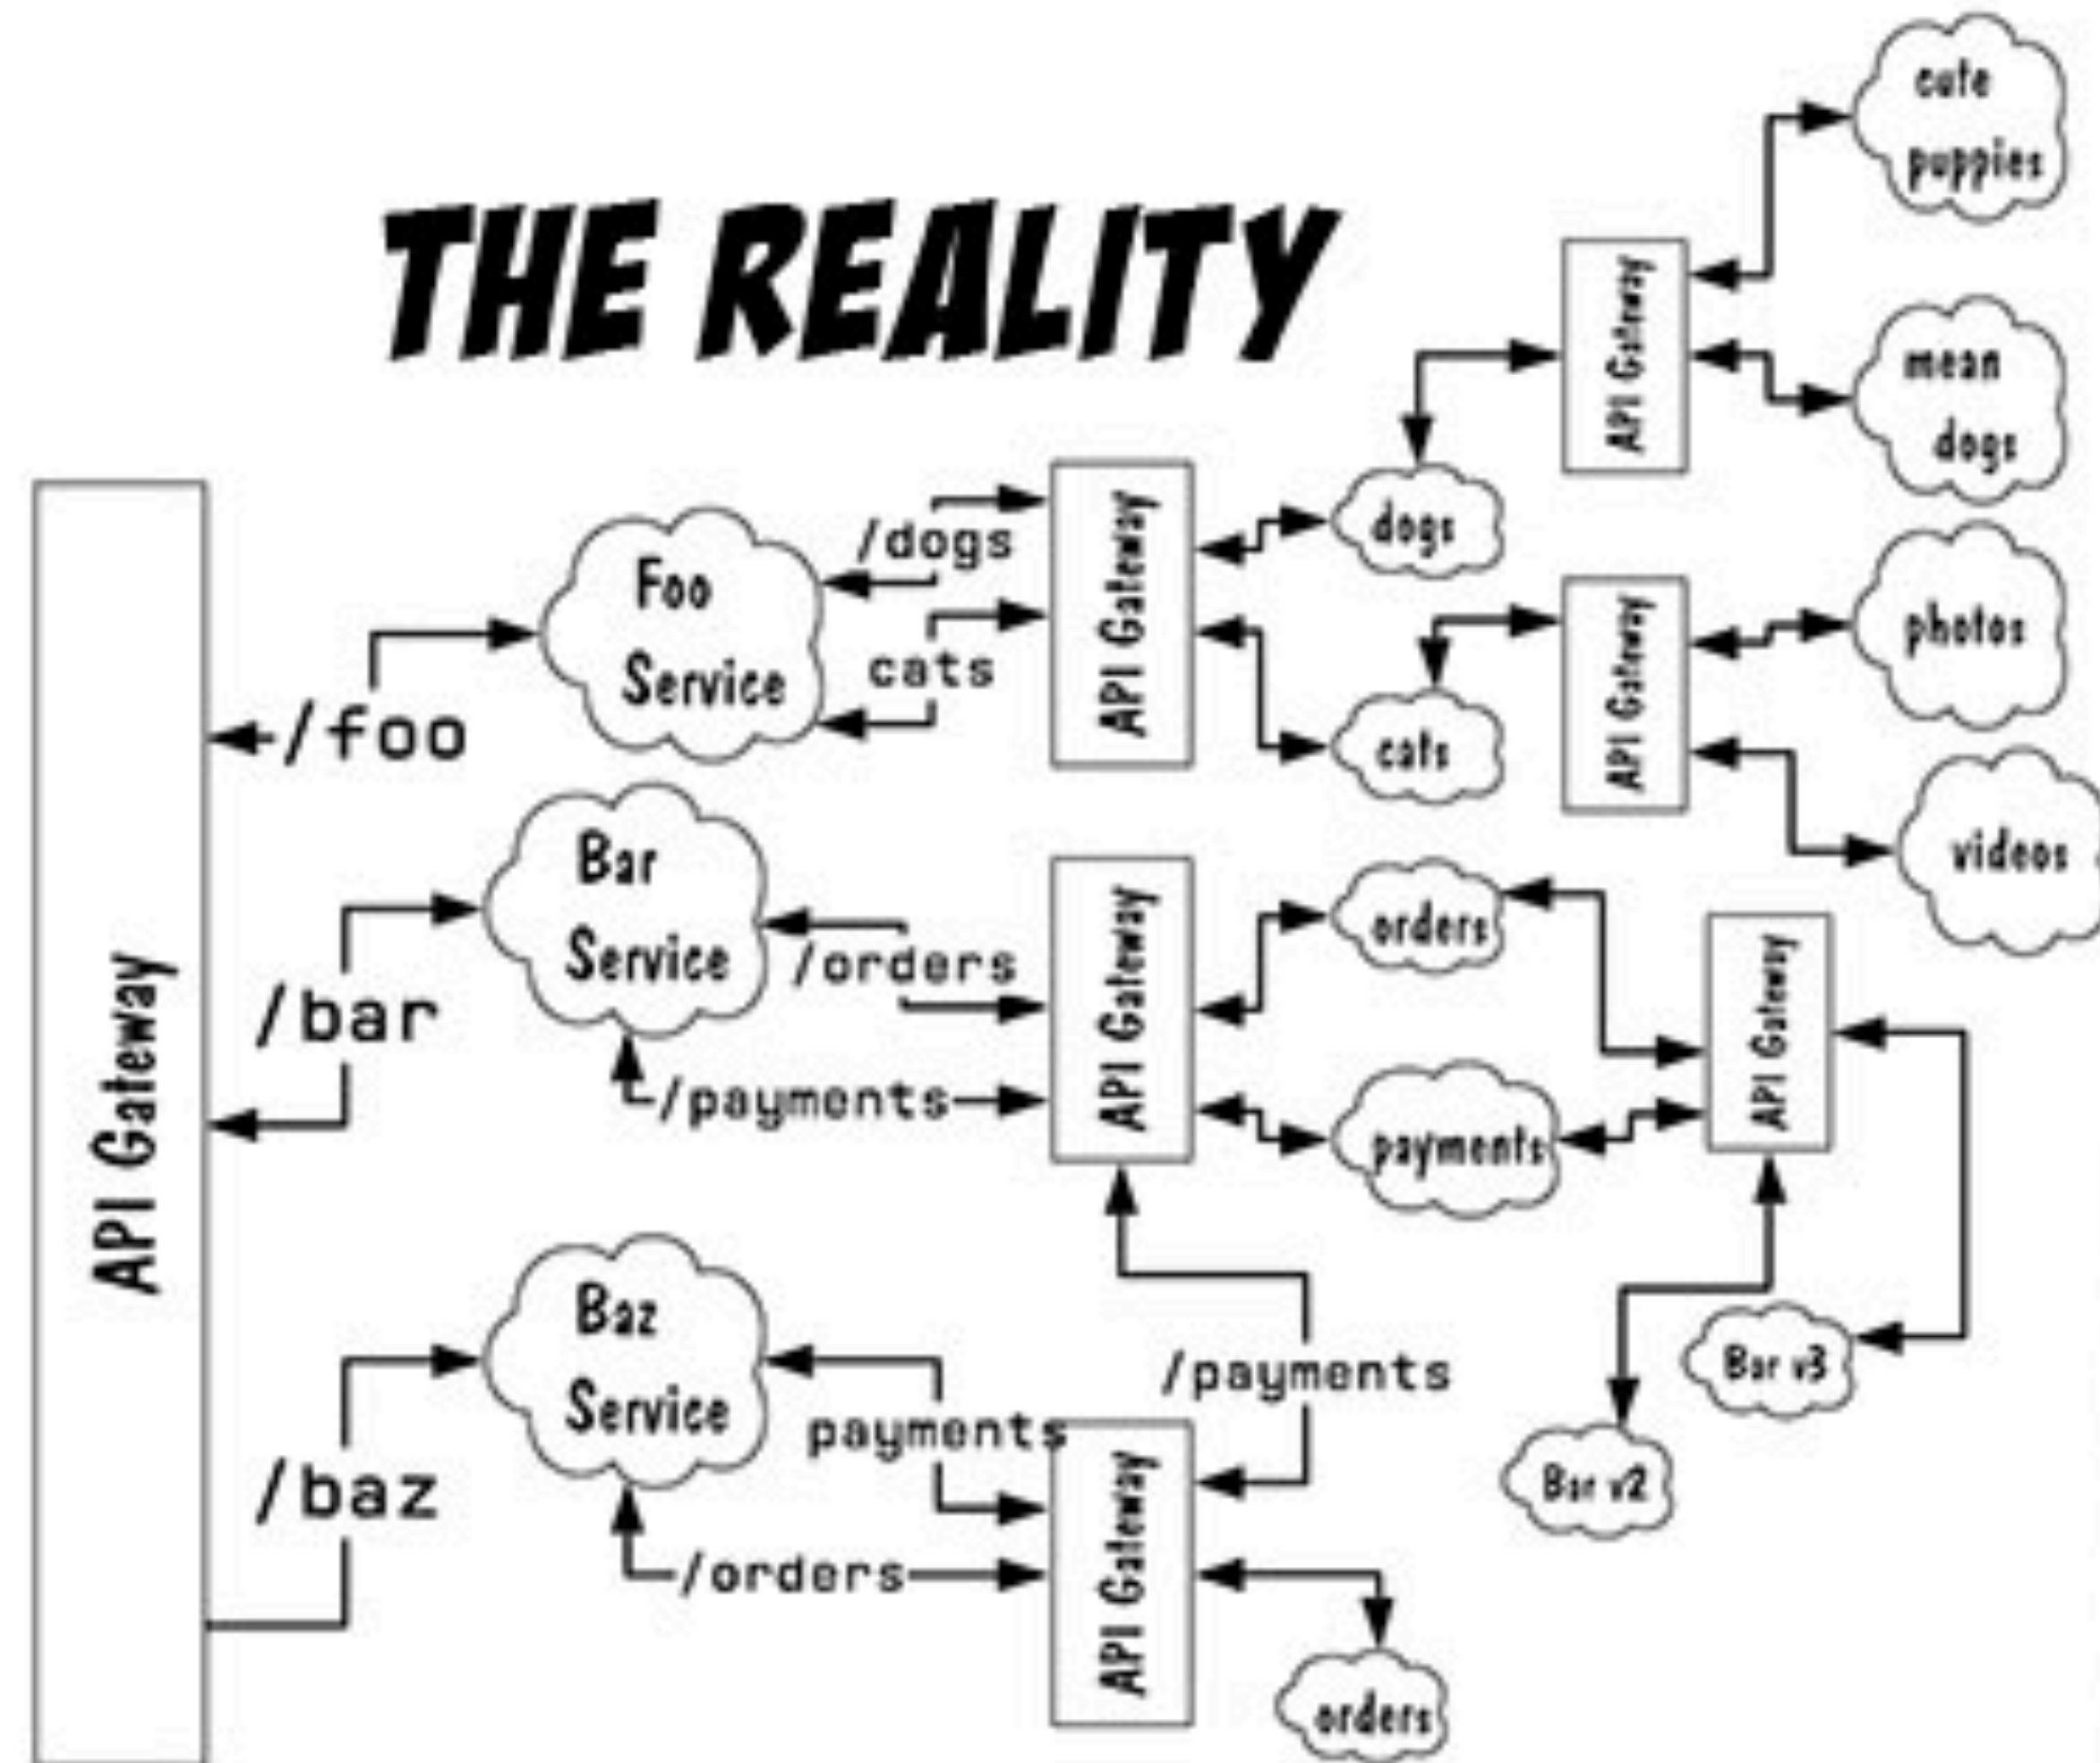 THE REALITY
cute
puppies
API Gateway
mean
dogs
/dogs
API Gateway
dogs
Foo
Service
cats
cats
API Gateway
photos
videos
/foo
API Gateway
Bar
Service
/orders
API Gateway
orders
API Gateway
/bar
/payments
payments
Baz
Service
/payments
Bar v3
payments
Bar v2
/baz
API Gateway
/orders
orders